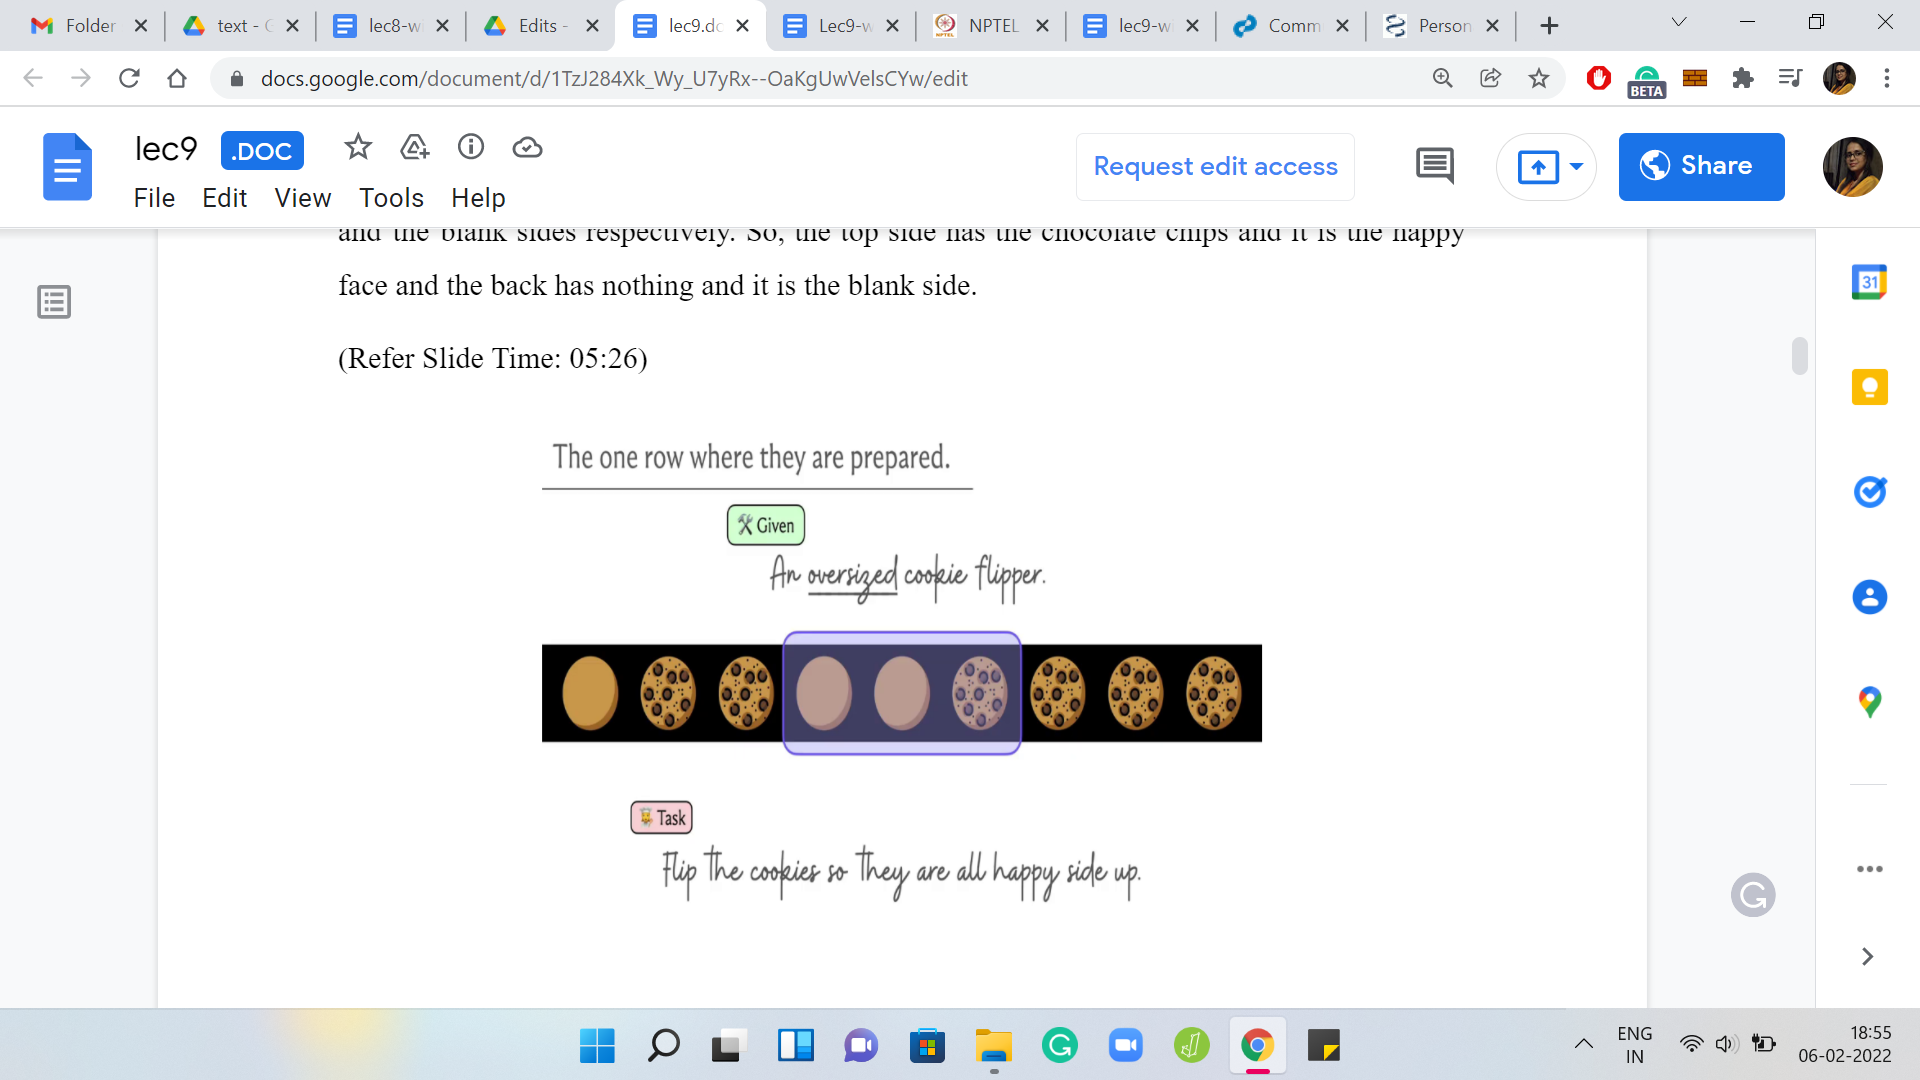 Folder
text - G
lec8-w
Edits -
lec9.dc
Lec9-w
NPTEL
lec9-w
Comm
Person
docs.google.com/document/d/1TzJ284Xk_Wy_U7yRx--OaKgUwVelsCYw/edit
BETA
lec9 .DOC
File Edit View Tools Help
Request edit access
Share
31
and the blank sides respectively. So, the top side has the chocolate chips and it is the happy
face and the back has nothing and it is the blank side.
(Refer Slide Time: 05:26)
The one row where they are prepared.
Given
An oversized cookie flipper.
Task
Flip the cookies so they are all happy side up.
ENG
IN
18:55
06-02-2022